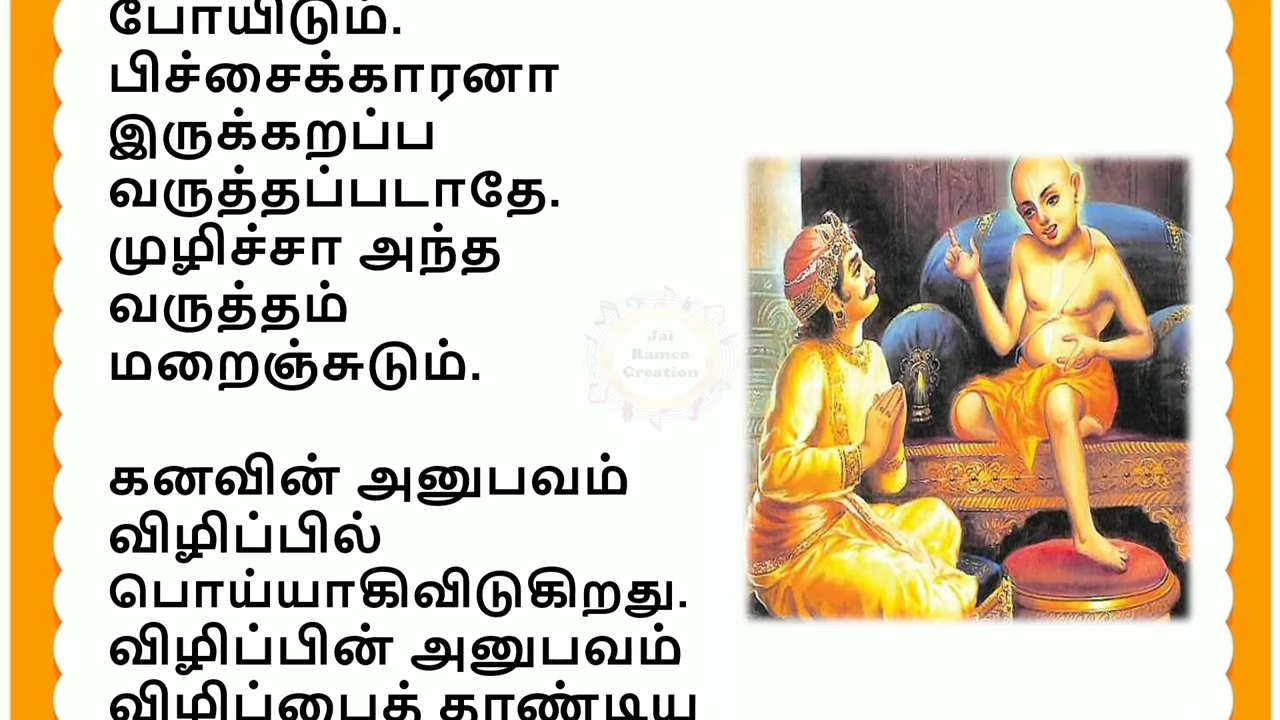 போயிடும்.
பிச்சைக்காரனா
இருக்கறப்ப
வருத்தப்படாதே.
முழிச்சா அந்த
வருத்தம்
மறைஞ்சுடும்.
கனவின் அனுபவம்
விழிப்பில்
பொய்யாகிவிடுகிறது.
விழிப்பின் அனுபவம்
விழிப்பைத் தாண்டிய
Jai
Ramco
Creation